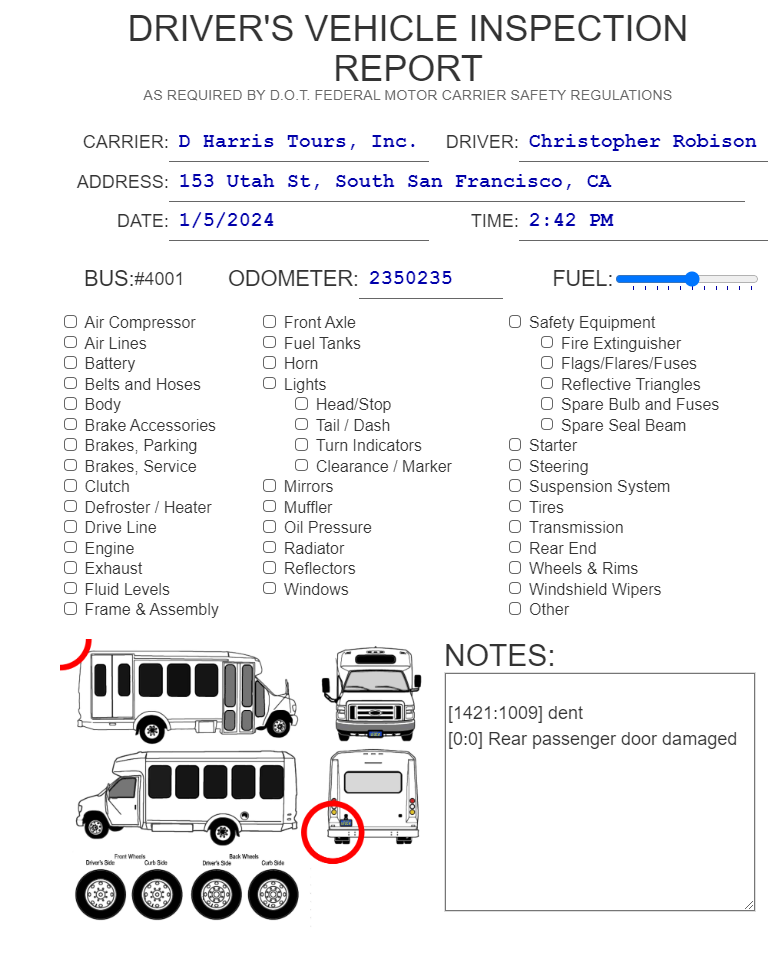 DRIVER'S VEHICLE INSPECTION
REPORT
AS REQUIRED BY D.O.T. FEDERAL MOTOR CARRIER SAFETY REGULATIONS
CARRIER: D Harris Tours, Inc. DRIVER: Christopher Robison
ADDRESS: 153 Utah St, South San Francisco, CA
DATE: 1/5/2024 TIME: 2:42 PM
BUS:#4001 ODOMETER: 2350235 FUEL:
Air Compressor
Air Lines
Battery
Belts and Hoses
Body
Brake Accessories
Brakes, Parking
Brakes, Service
Clutch
Defroster / Heater
Drive Line
Engine
Exhaust
Fluid Levels
Frame & Assembly
Front Axle
Fuel Tanks
Horn
Lights
Head/Stop
Tail / Dash
Turn Indicators
Clearance / Marker
Mirrors
Muffler
Oil Pressure
Radiator
Reflectors
Windows
Safety Equipment
Fire Extinguisher
Flags/Flares/Fuses
Reflective Triangles
Spare Bulb and Fuses
Spare Seal Beam
Starter
Steering
Suspension System
Tires
Transmission
Rear End
Wheels & Rims
Windshield Wipers
Other
NOTES:
[1421:1009] dent
[0:0] Rear passenger door damaged
Front Wheels Back Wheels
Driver's Side Curb Side Driver's Side Curb Side